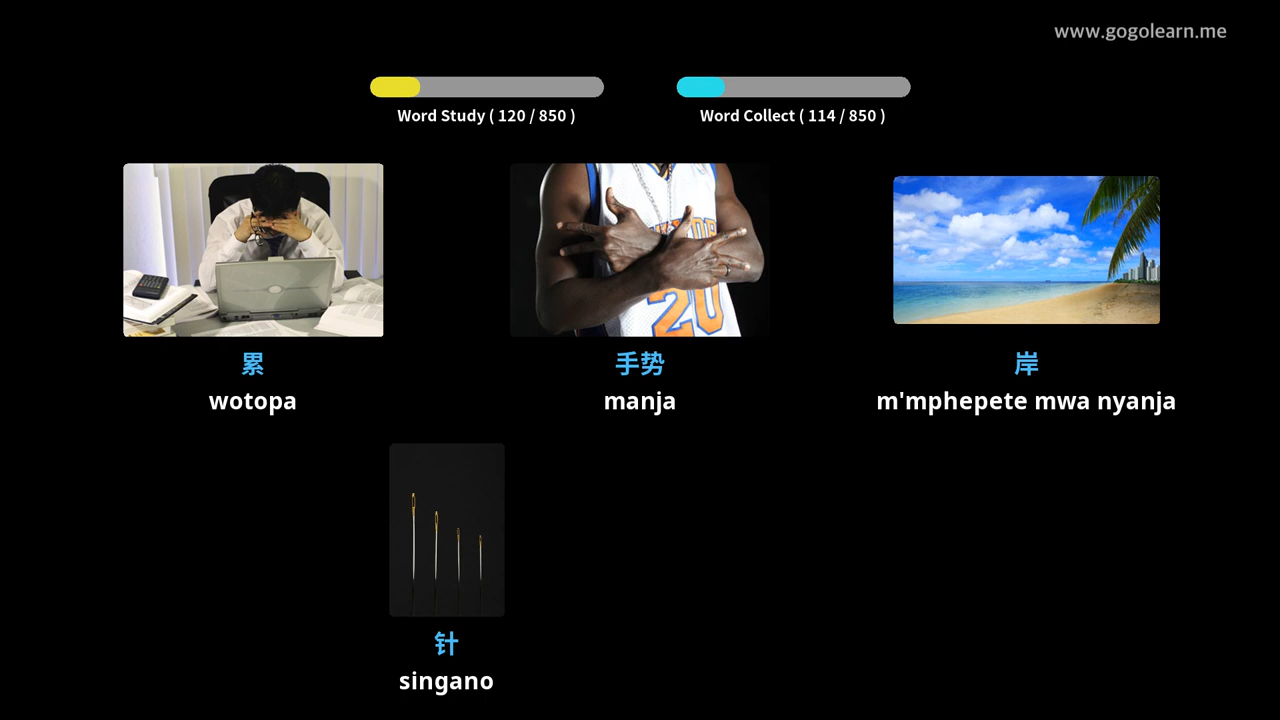 www.gogolearn.me
Word Study ( 120 / 850 )
Word Collect ( 114 / 850 )
累
wotopa
手势
manja
20
岸
m'mphepete mwa nyanja
针
singano